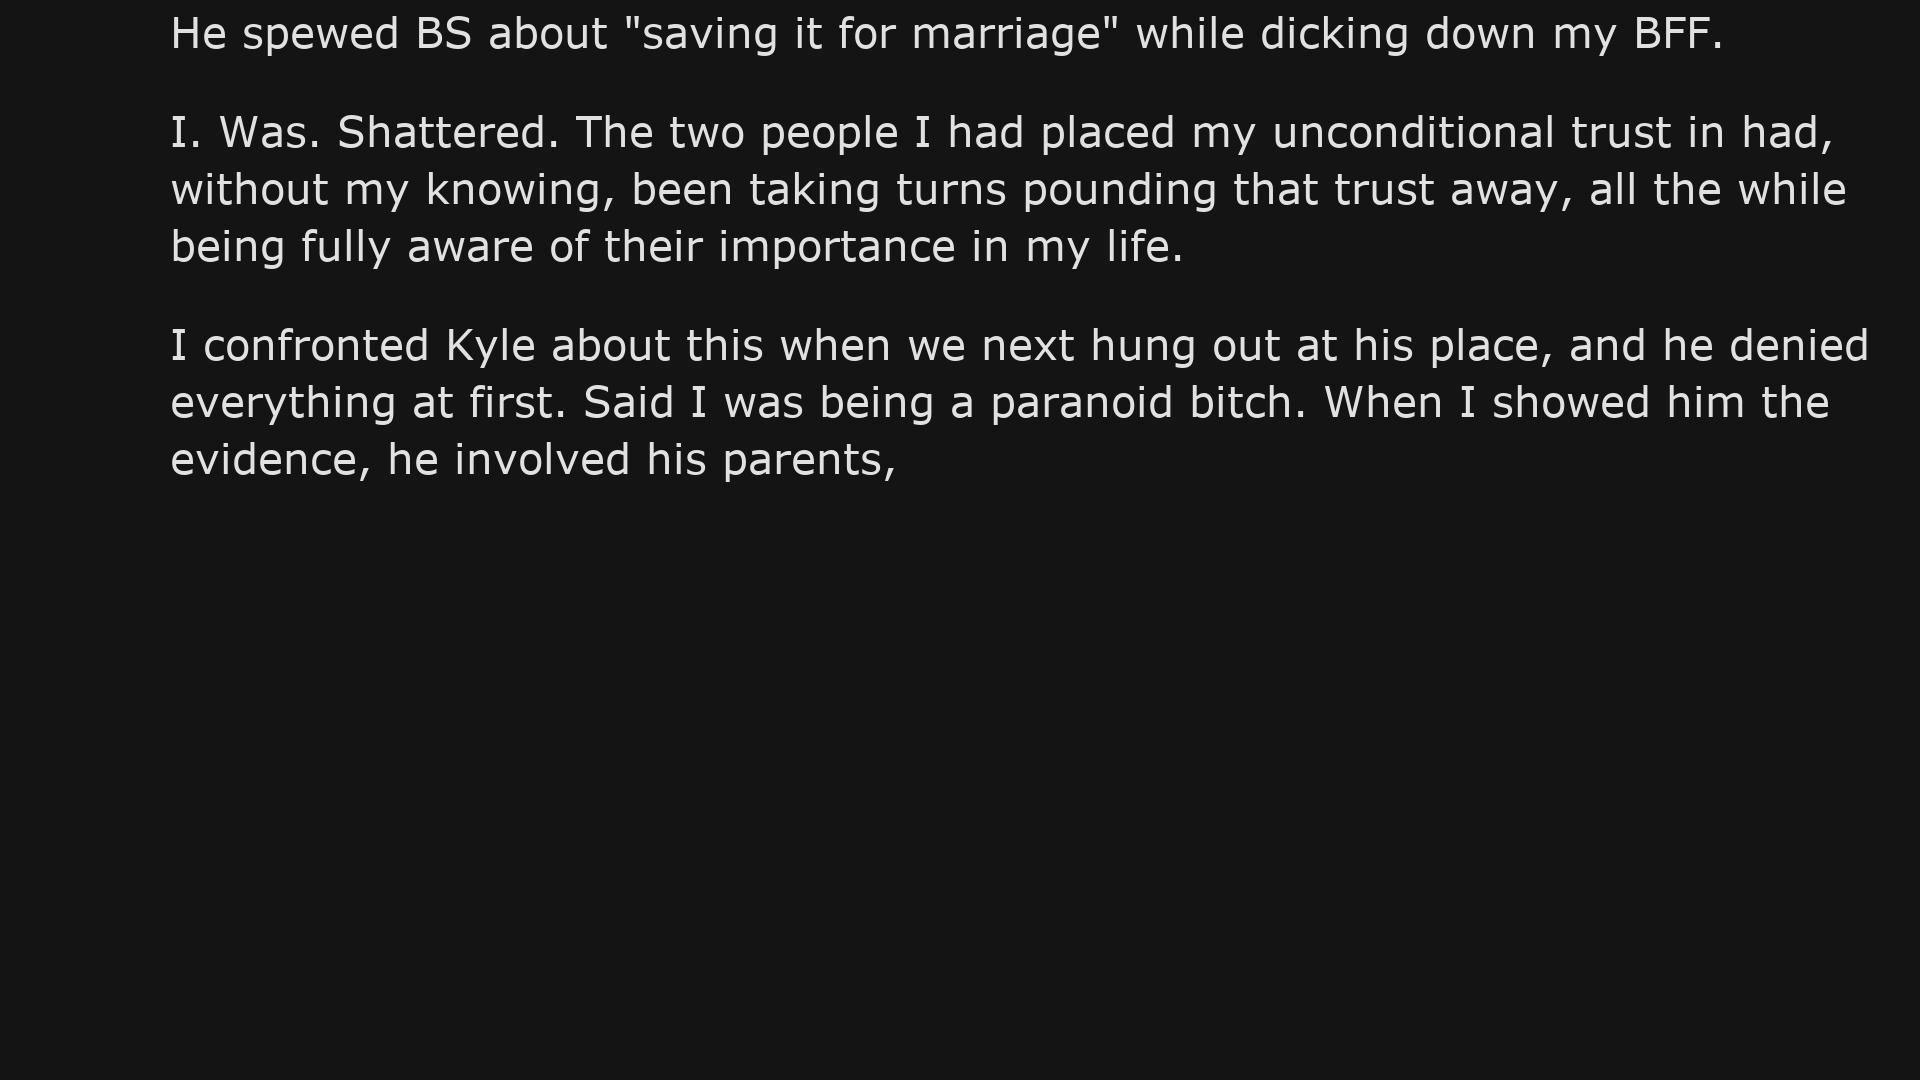 He spewed BS about "saving it for marriage" while dicking down my BFF.
I. Was. Shattered. The two people I had placed my unconditional trust in had,
without my knowing, been taking turns pounding that trust away, all the while
being fully aware of their importance in my life.
I confronted Kyle about this when we next hung out at his place, and he denied
everything at first. Said I was being a paranoid bitch. When I showed him the
evidence, he involved his parents,